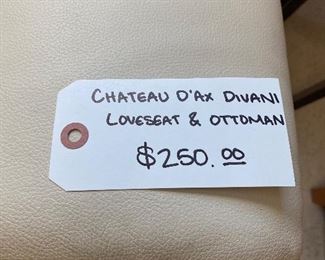 CHATEAU D'AX DIVANI
LOVESEAT & OTTOMAN
$250.00